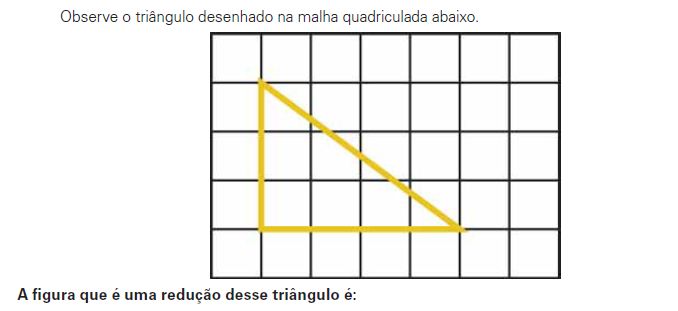 Observe o triângulo desenhado na malha quadriculada abaixo.
A figura que é uma redução desse triângulo é: